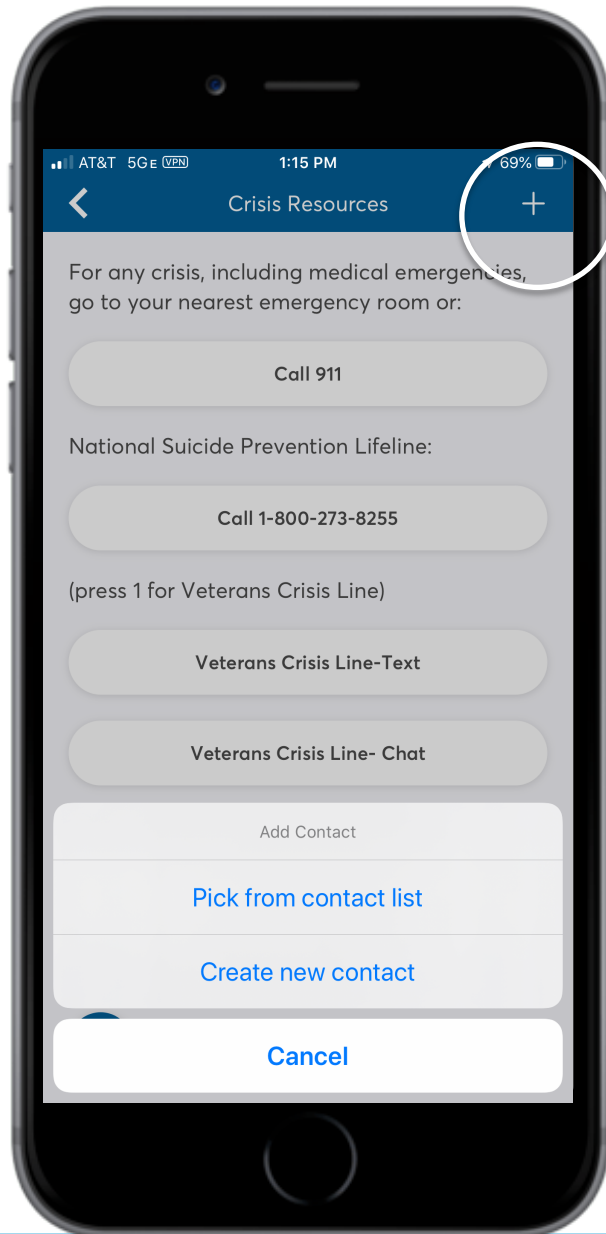 AT&T 5GE VPN 1:15 PM 69%
Crisis Resources +
For any crisis, including medical emergencies,
go to your nearest emergency room or:
Call 911
National Suicide Prevention Lifeline:
Call 1-800-273-8255
(press 1 for Veterans Crisis Line)
Veterans Crisis Line-Text
Veterans Crisis Line- Chat
Add Contact
Pick from contact list
Create new contact
Cancel